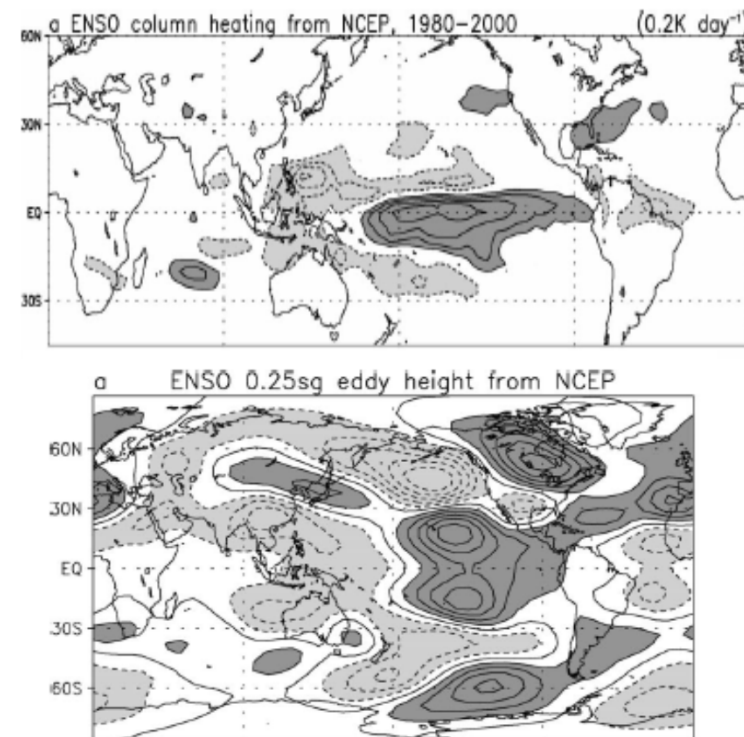 a ENSO column heating from NCEP, 1980-2000 (0.2K day⁻¹
60N
30N
EQ
30S
a ENSO 0.25sg eddy height from NCEP
60N
30N
EQ
30S
60S